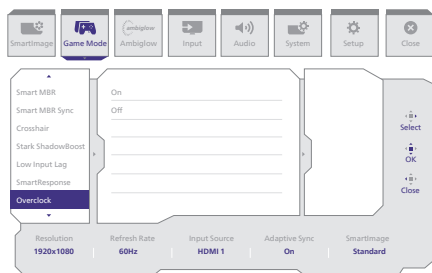 SmartImage
Game Mode
ambiglow
Ambiglow
Input
Audio
System
Setup
Close
Smart MBR
Smart MBR Sync
Crosshair
Stark ShadowBoost
Low Input Lag
SmartResponse
Overclock
On
Off
Select
OK
Close
Resolution
Refresh Rate
Input Source
Adaptive Sync
SmartImage
1920x1080
60Hz
HDMI 1
On
Standard